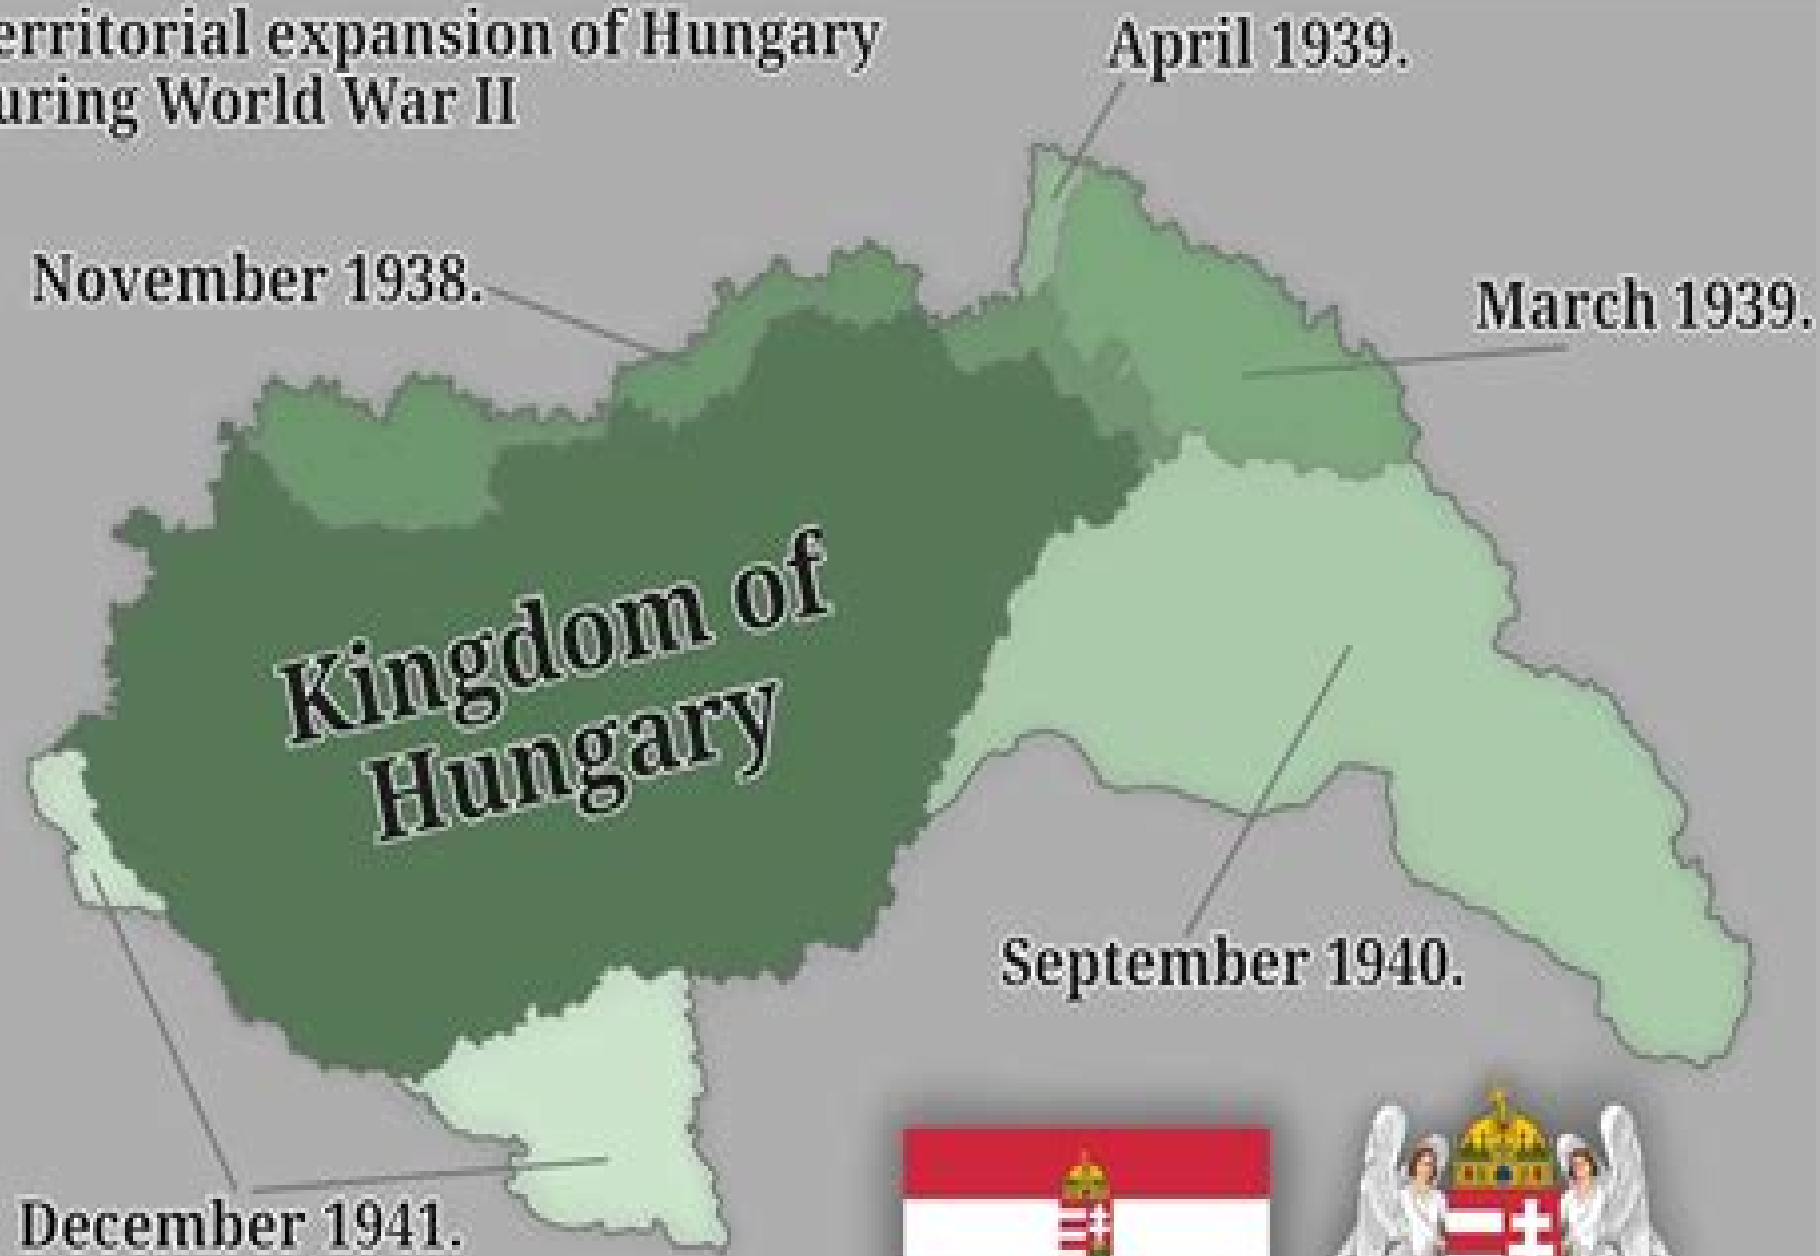 erritorial expansion of Hungary
uring World War II
April 1939.
November 1938.
March 1939.
Kingdom of
Hungary
September 1940.
December 1941.